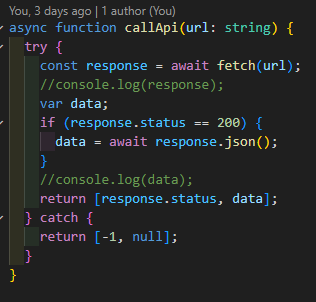 You, 3 days ago | 1 author (You)
async function callApi(url: string) {
  try {
    const response = await fetch(url);
    //console.log(response);
    var data;
    if (response.status == 200) {
      data = await response.json();
    }
    //console.log(data);
    return [response.status, data];
  } catch {
    return [-1, null];
  }
}